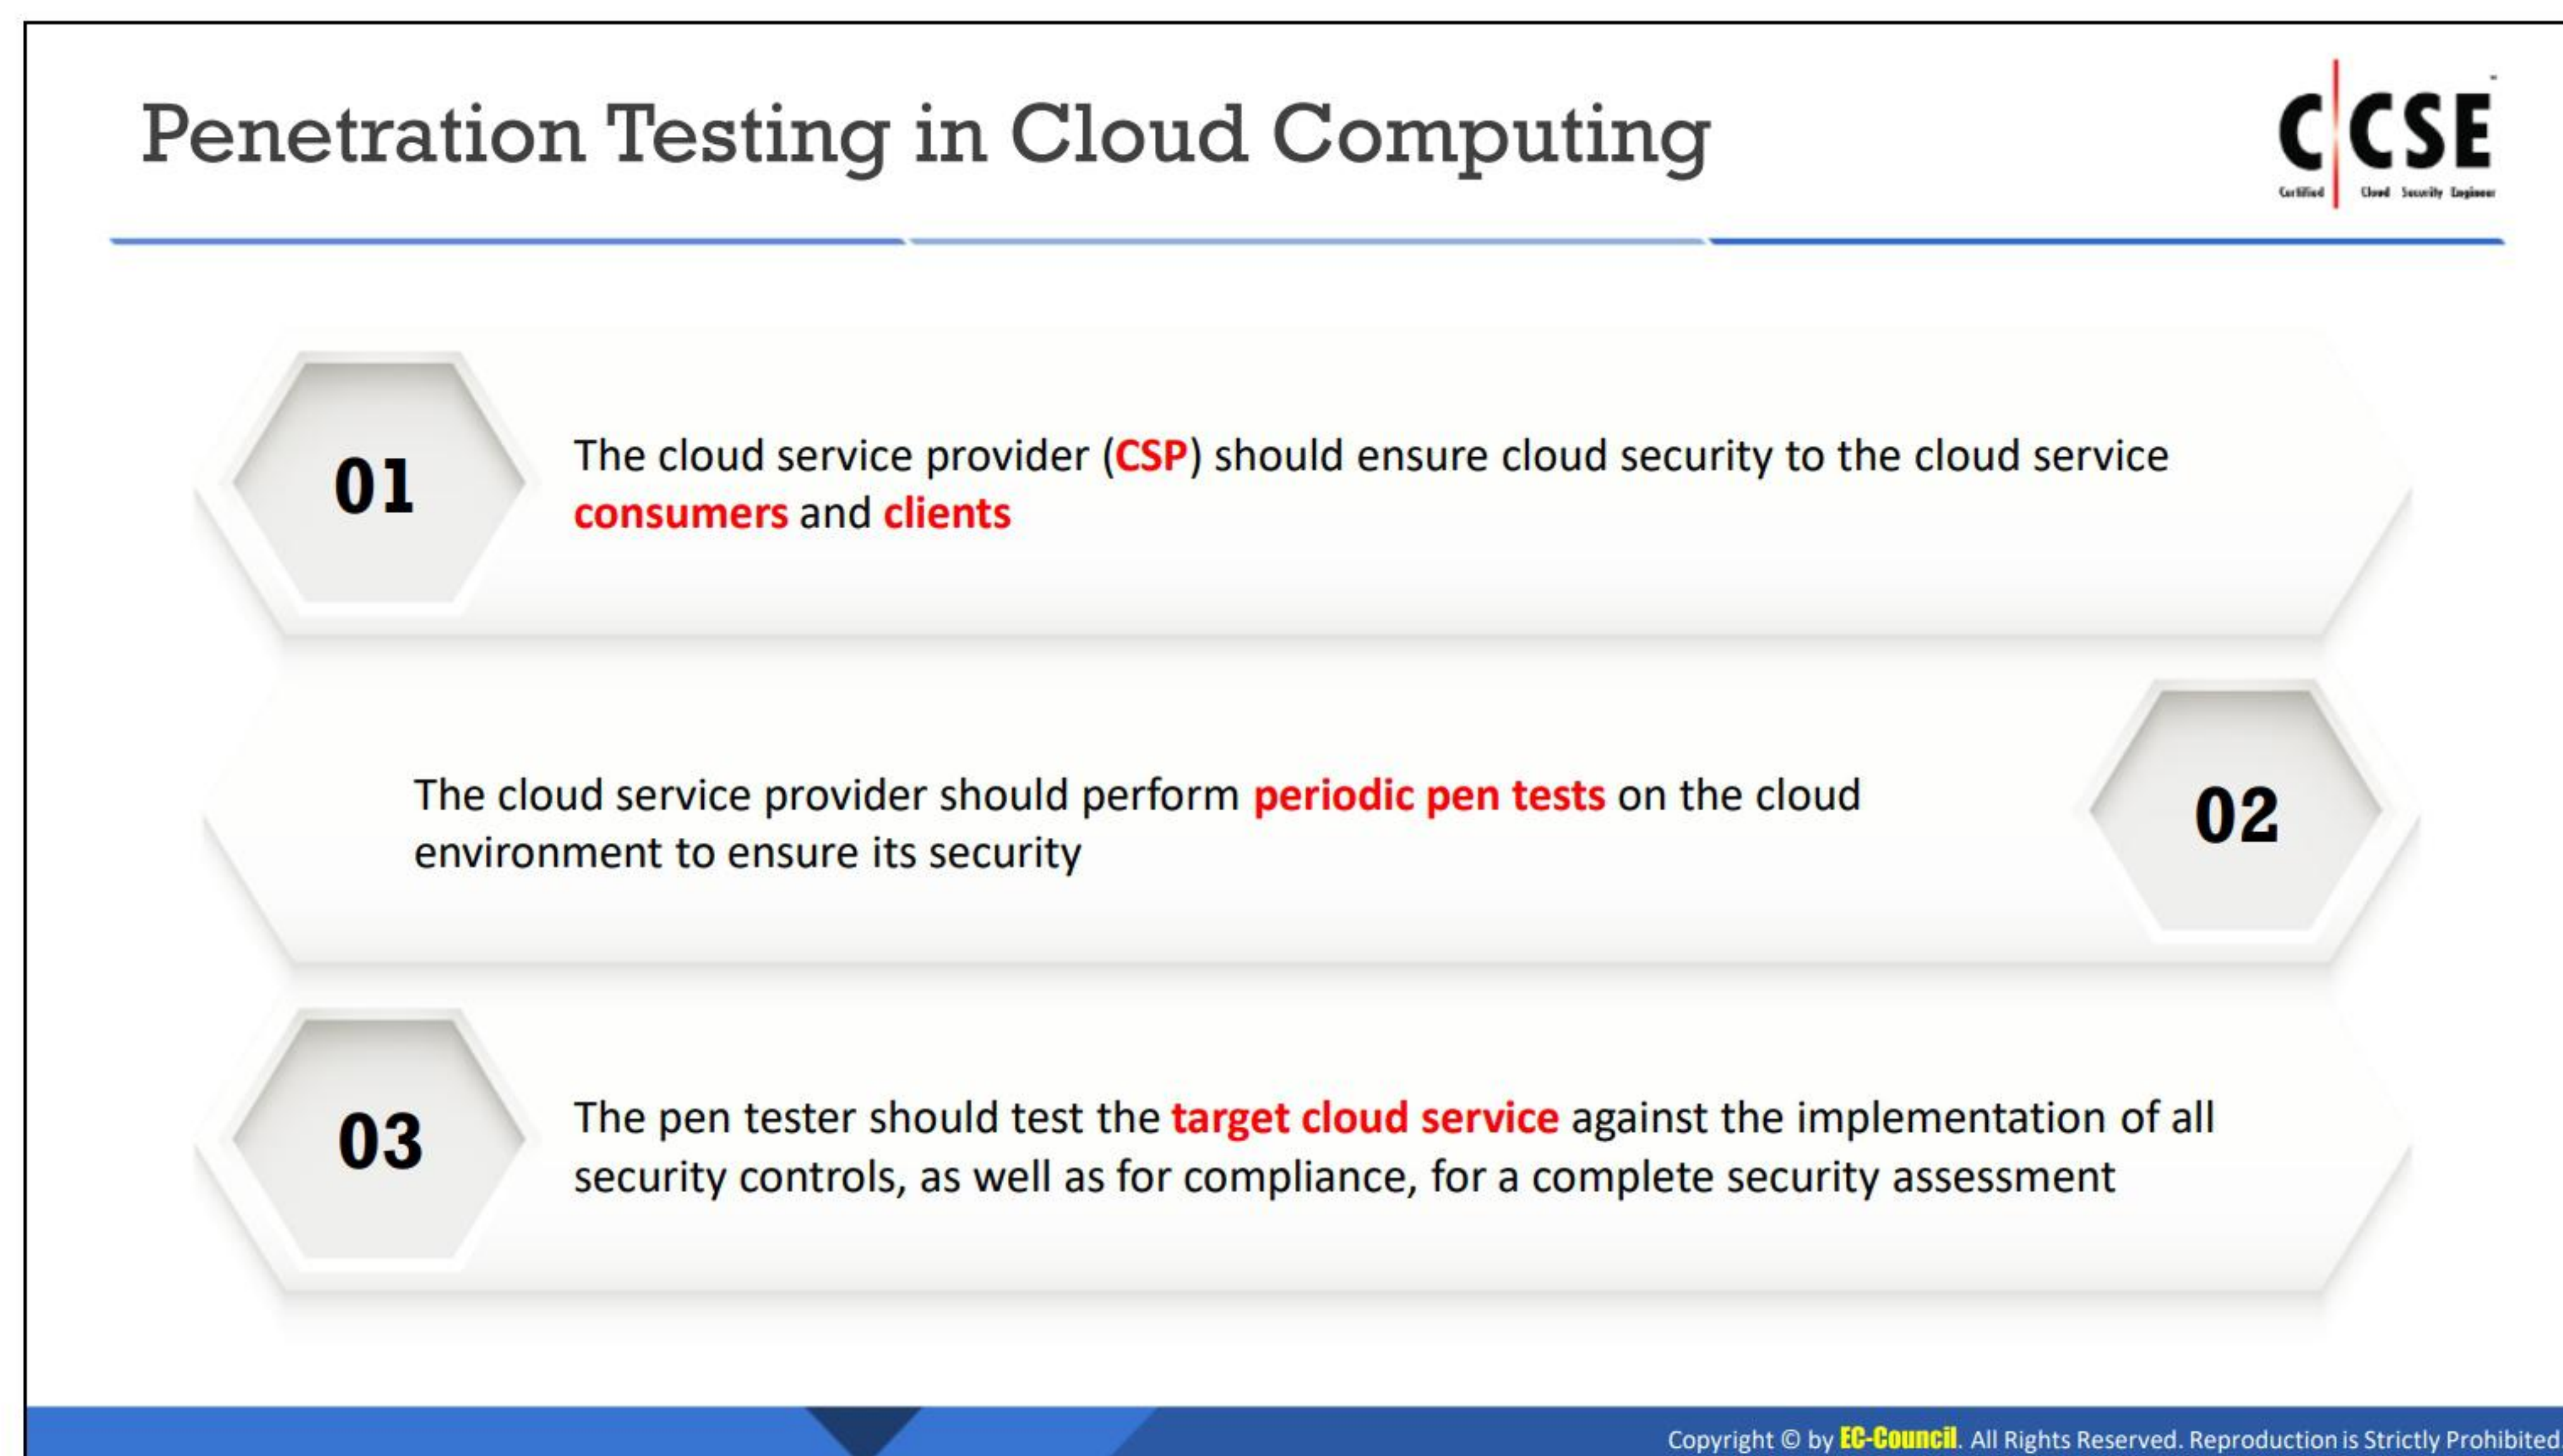 Penetration Testing in Cloud Computing
C|CSE
Certified Cloud Security Engineer
01
The cloud service provider (CSP) should ensure cloud security to the cloud service
consumers and clients
The cloud service provider should perform periodic pen tests on the cloud
environment to ensure its security
02
03
The pen tester should test the target cloud service against the implementation of all
security controls, as well as for compliance, for a complete security assessment
Copyright © by EC-Council. All Rights Reserved. Reproduction is Strictly Prohibited